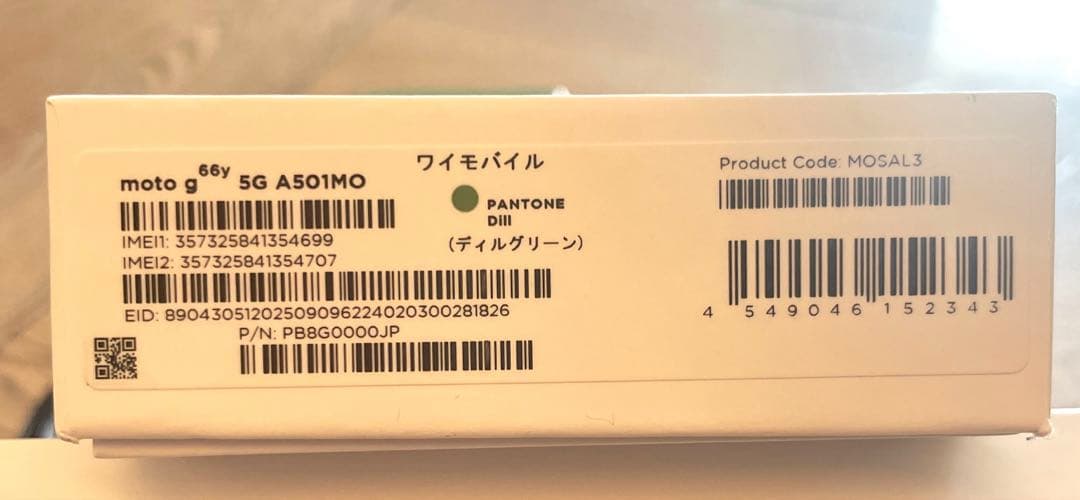 moto g66y 5G A501MO
IMEI1: 357325841354699
IMEI2: 357325841354707
EID: 89043051202509096224020300281826
P/N: PB8G0000JP
ワイモバイル
PANTONE
Dill
(ディルグリーン)
Product Code: MOSAL3
4 549046 152343